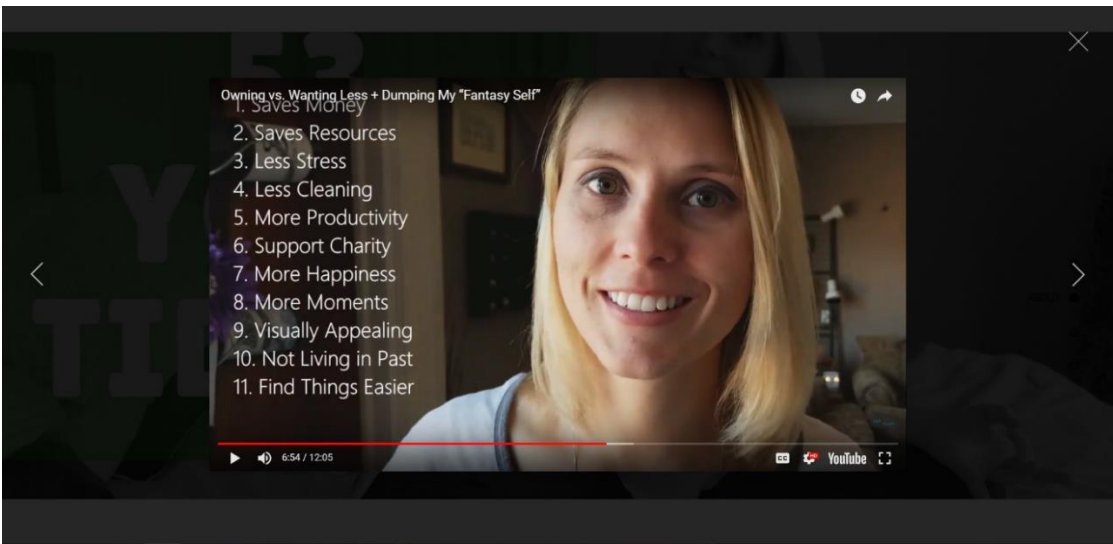 53
Owning vs. Wanting Less + Dumping My “Fantasy Self”
1. Saves Money
2. Saves Resources
3. Less Stress
4. Less Cleaning
5. More Productivity
6. Support Charity
7. More Happiness
8. More Moments
9. Visually Appealing
10. Not Living in Past
11. Find Things Easier
6:54 / 12:05
CC
HD
YouTube